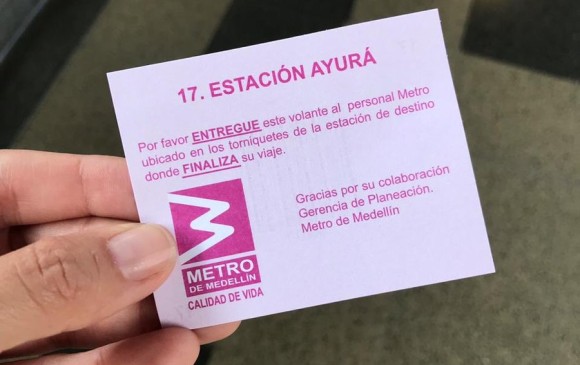 17. ESTACIÓN AYURÁ
Por favor ENTREGUE este volante al personal Metro
ubicado en los torniquetes de la estación de destino
donde FINALIZA su viaje.
Gracias por su colaboración
Gerencia de Planeación.
Metro de Medellín
METRO
DE MEDELLÍN
CALIDAD DE VIDA